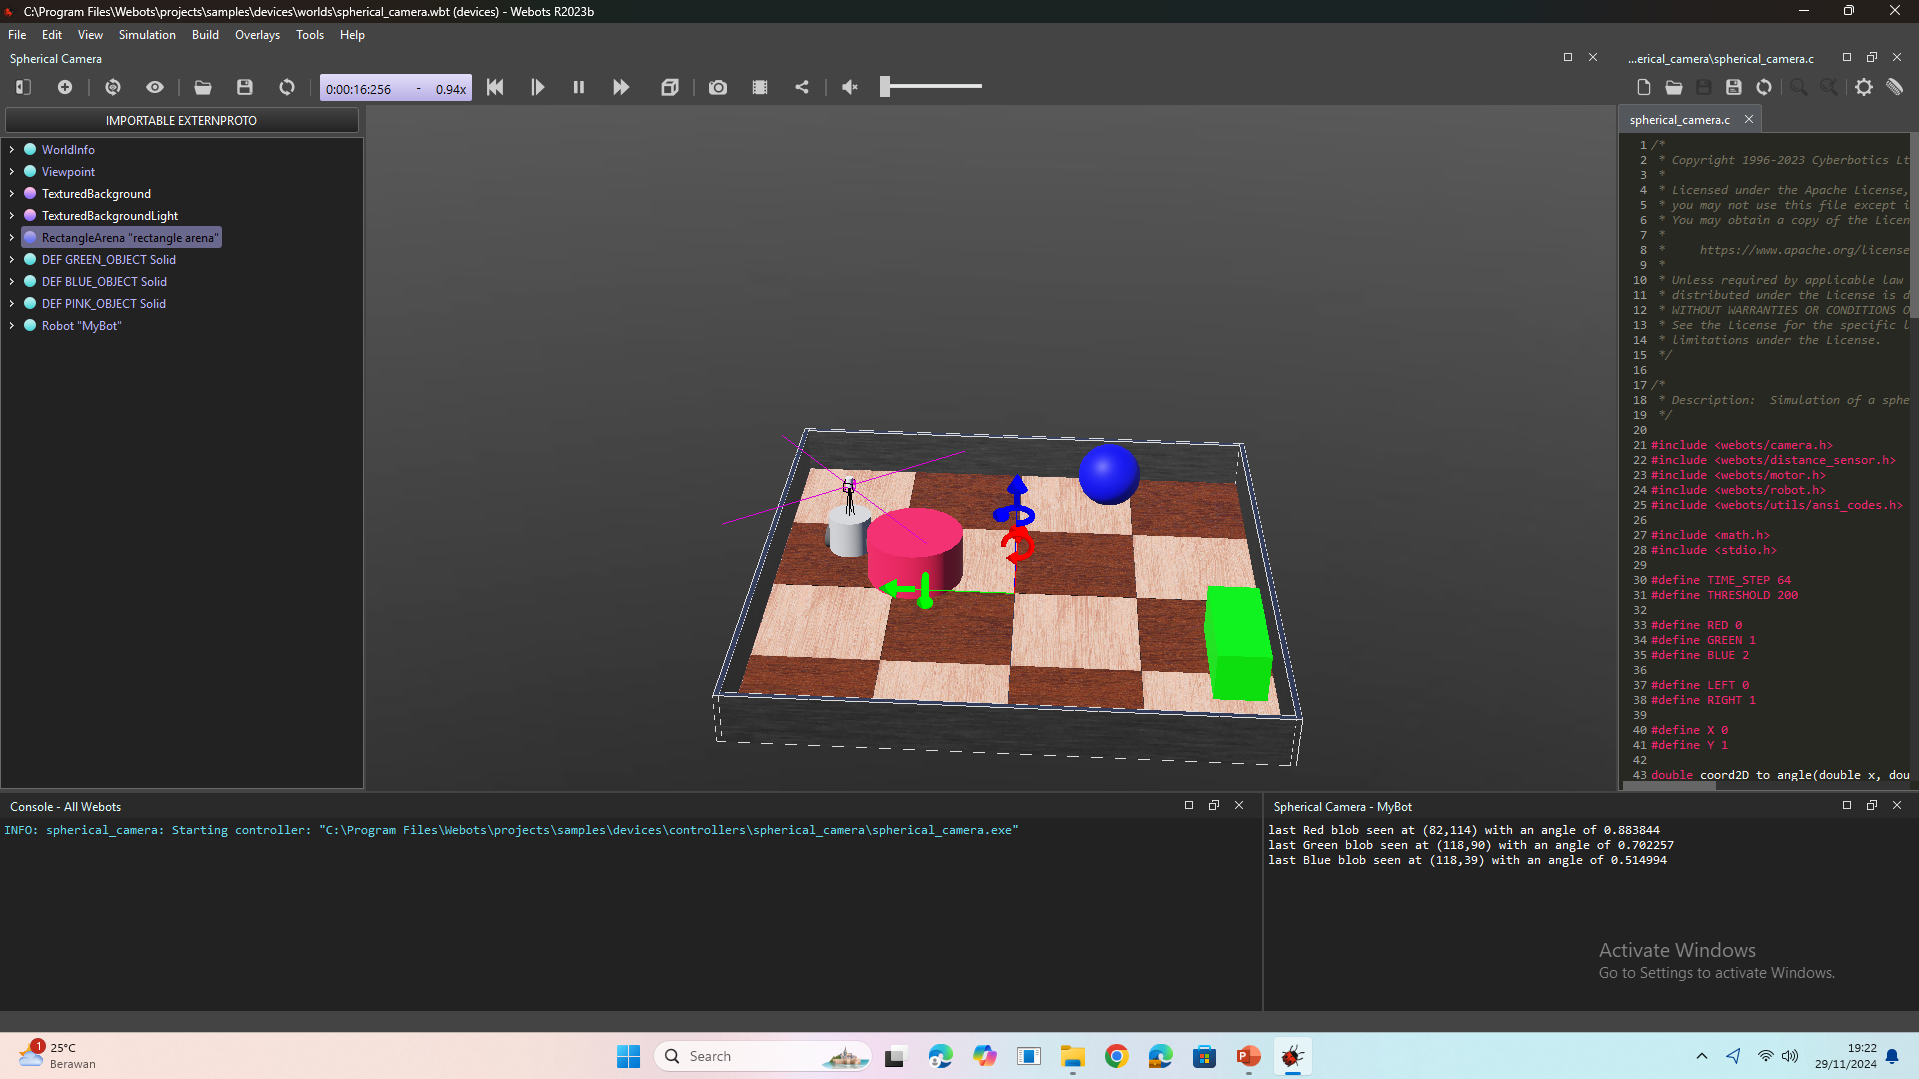 C:\Program Files\Webots\projects\samples\devices\worlds\spherical_camera.wbt (devices) - Webots R2023b
File Edit View Simulation Build Overlays Tools Help
Spherical Camera
...erical_camera\spherical_camera.c
0:00:16:256 - 0.94x
IMPORTABLE EXTERNPROTO
WorldInfo
Viewpoint
TexturedBackground
TexturedBackgroundLight
RectangleArena "rectangle arena"
DEF GREEN_OBJECT Solid
DEF BLUE_OBJECT Solid
DEF PINK_OBJECT Solid
Robot "MyBot"
spherical_camera.c
1 /*
2 * Copyright 1996-2023 Cyberbotics Lt
3 *
4 * Licensed under the Apache License,
5 * you may not use this file except i
6 * You may obtain a copy of the Licen
7 *
8 * https://www.apache.org/license
9 *
10 * Unless required by applicable law
11 * distributed under the License is d
12 * WITHOUT WARRANTIES OR CONDITIONS O
13 * See the License for the specific l
14 * limitations under the License.
15 */
16
17 /*
18 * Description: Simulation of a sphe
19 */
20
21 #include <webots/camera.h>
22 #include <webots/distance_sensor.h>
23 #include <webots/motor.h>
24 #include <webots/robot.h>
25 #include <webots/utils/ansi_codes.h>
26
27 #include <math.h>
28 #include <stdio.h>
29
30 #define TIME_STEP 64
31 #define THRESHOLD 200
32
33 #define RED 0
34 #define GREEN 1
35 #define BLUE 2
36
37 #define LEFT 0
38 #define RIGHT 1
39
40 #define X 0
41 #define Y 1
42
43 double coord2D_to_angle(double x, dou
Console - All Webots
INFO: spherical_camera: Starting controller: "C:\Program Files\Webots\projects\samples\devices\controllers\spherical_camera\spherical_camera.exe"
Spherical Camera - MyBot
last Red blob seen at (82,114) with an angle of 0.883844
last Green blob seen at (118,90) with an angle of 0.702257
last Blue blob seen at (118,39) with an angle of 0.514994
Activate Windows
Go to Settings to activate Windows.
1
25°C
Berawan
Search
19:22
29/11/2024